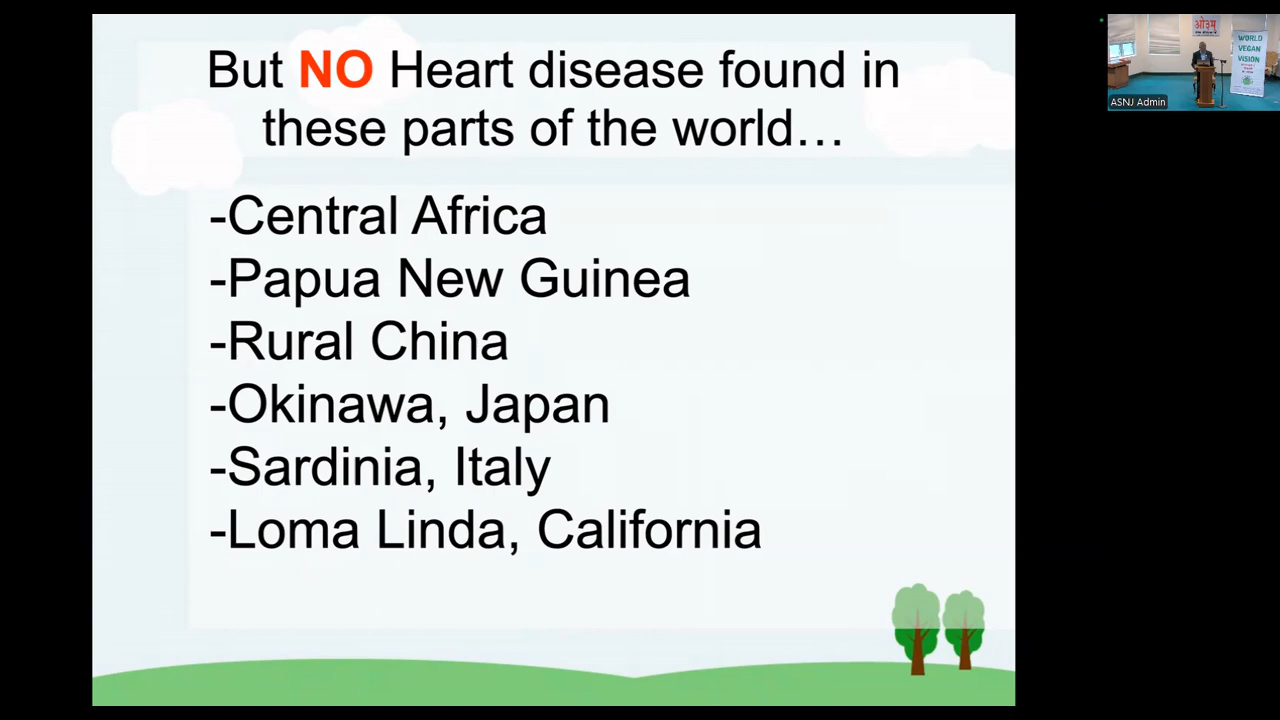 But NO Heart disease found in
these parts of the world…
-Central Africa
-Papua New Guinea
-Rural China
-Okinawa, Japan
-Sardinia, Italy
-Loma Linda, California
ओ३म्
WORLD
VEGAN
VISION
ASNJ Admin